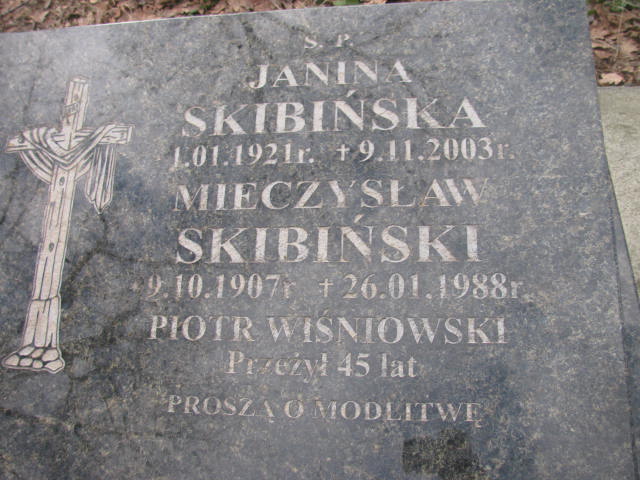 Ś. P.
JANINA
SKIBIŃSKA
1.01.1921r. + 9.11.2003r.
MIECZYSŁAW
SKIBIŃSKI
9.10.1907r + 26.01.1988r.
PIOTR WIŚNIOWSKI
Przeżył 45 lat
PROSZĄ O MODLITWĘ